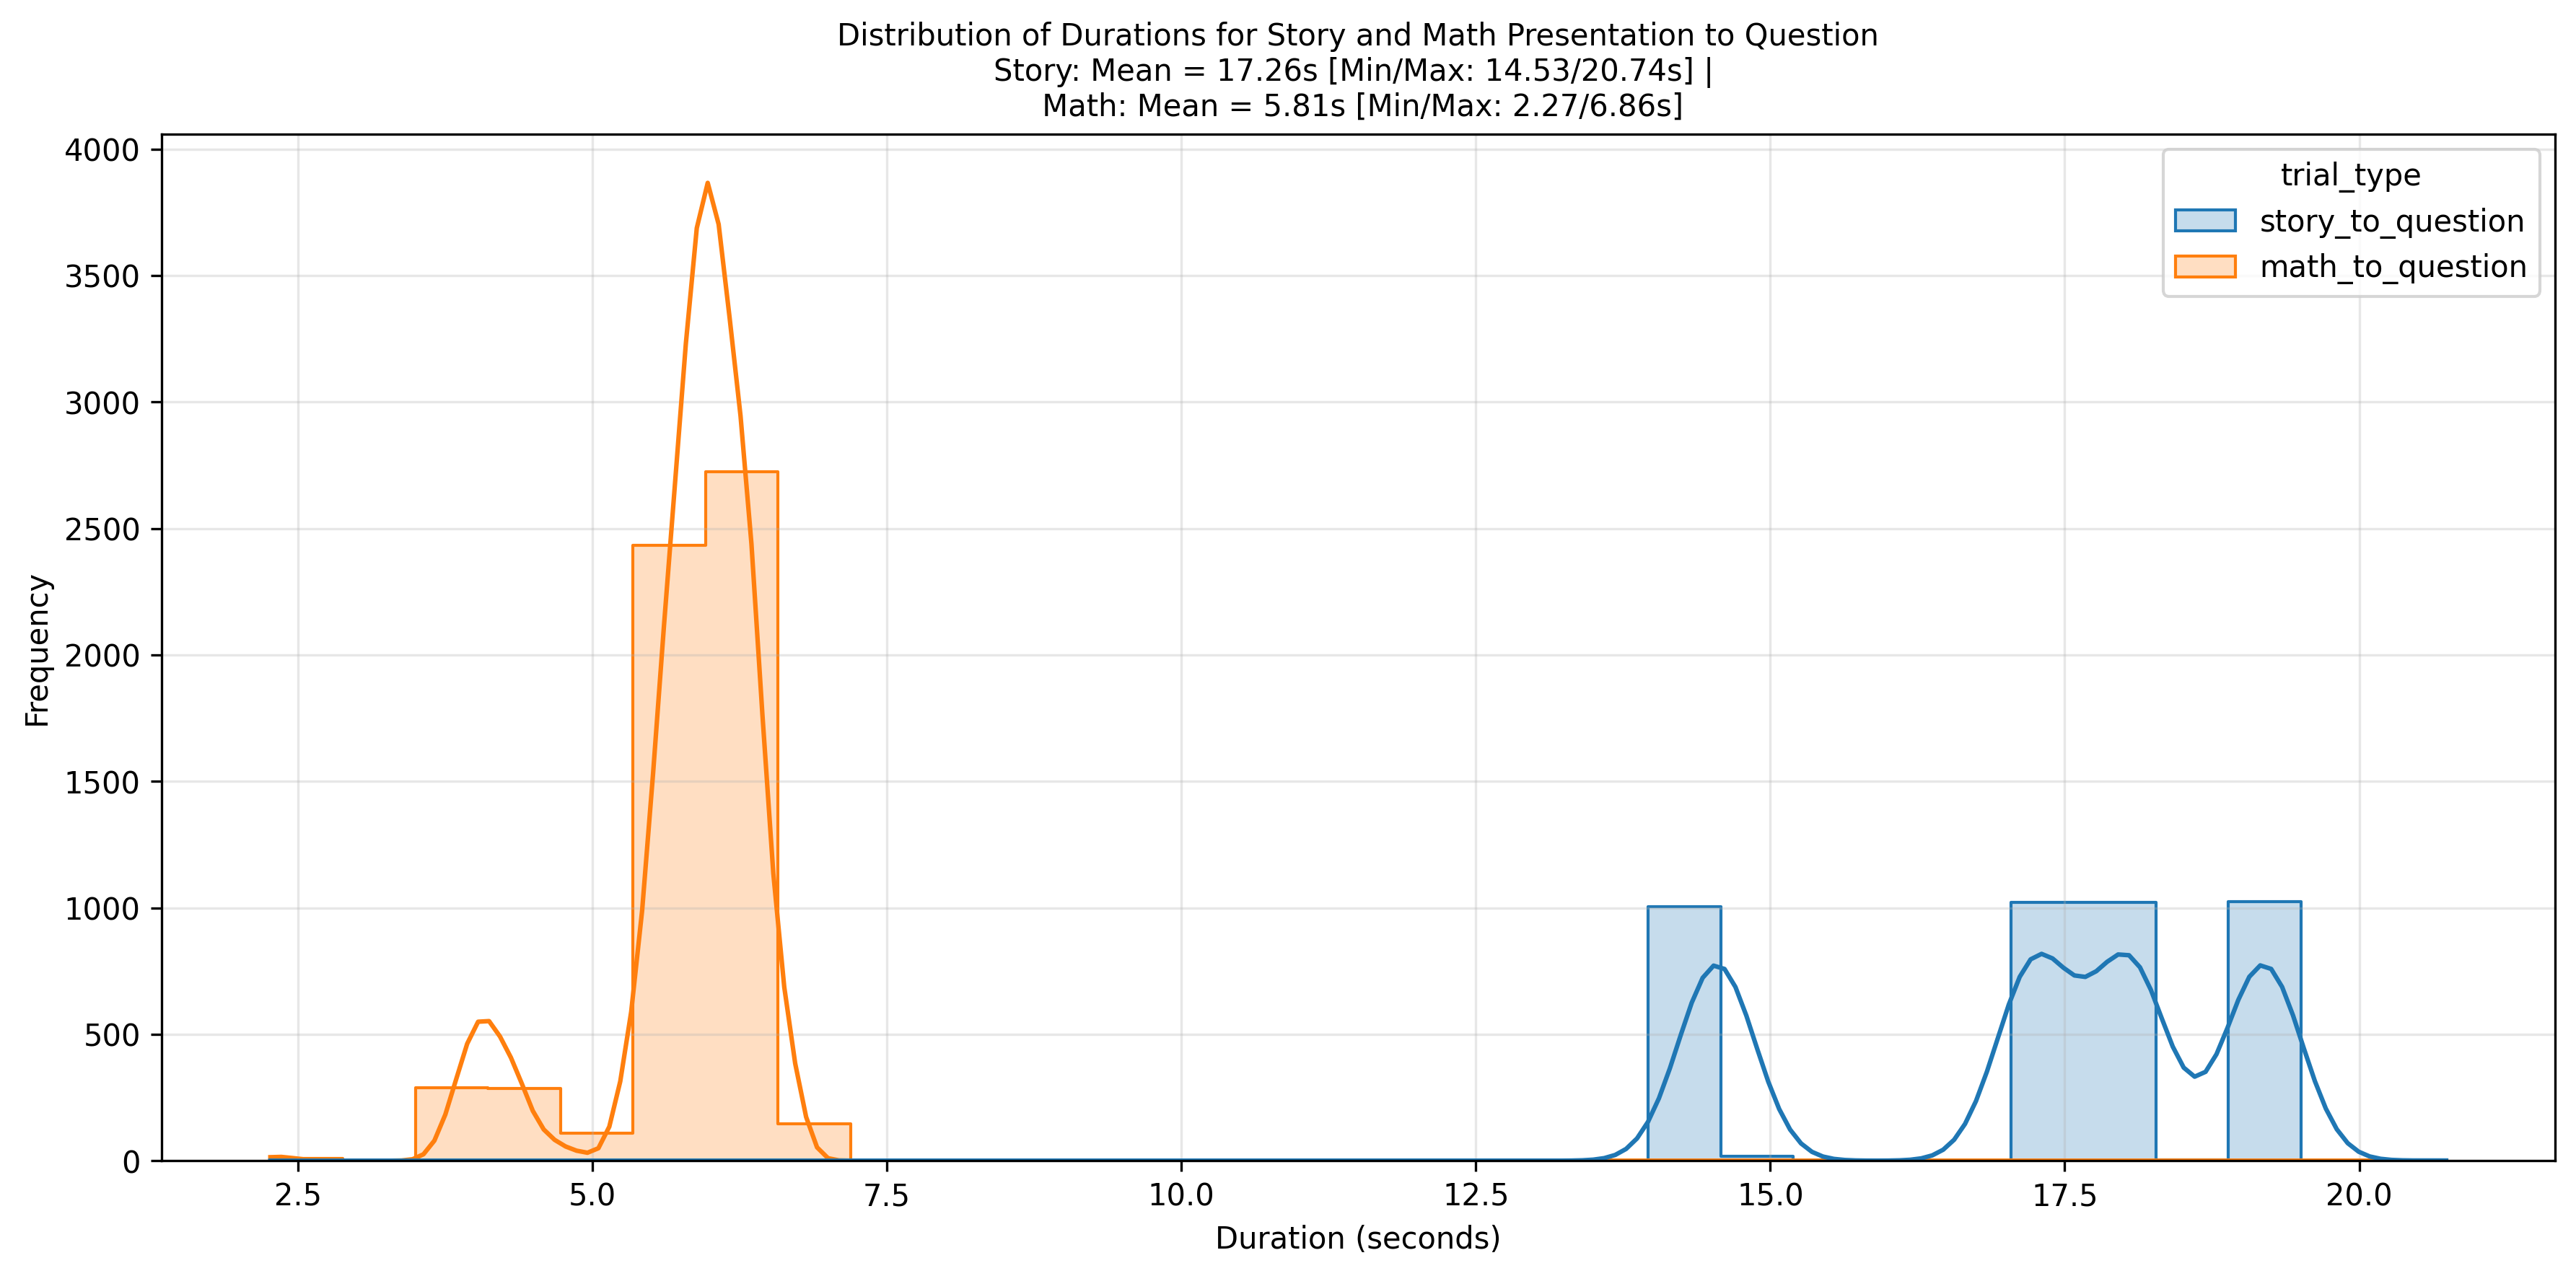 Distribution of Durations for Story and Math Presentation to Question
Story: Mean = 17.26s [Min/Max: 14.53/20.74s] |
Math: Mean = 5.81s [Min/Max: 2.27/6.86s]
trial_type
story_to_question
math_to_question
Frequency
4000
3500
3000
2500
2000
1500
1000
500
0
2.5
5.0
7.5
10.0
12.5
15.0
17.5
20.0
Duration (seconds)